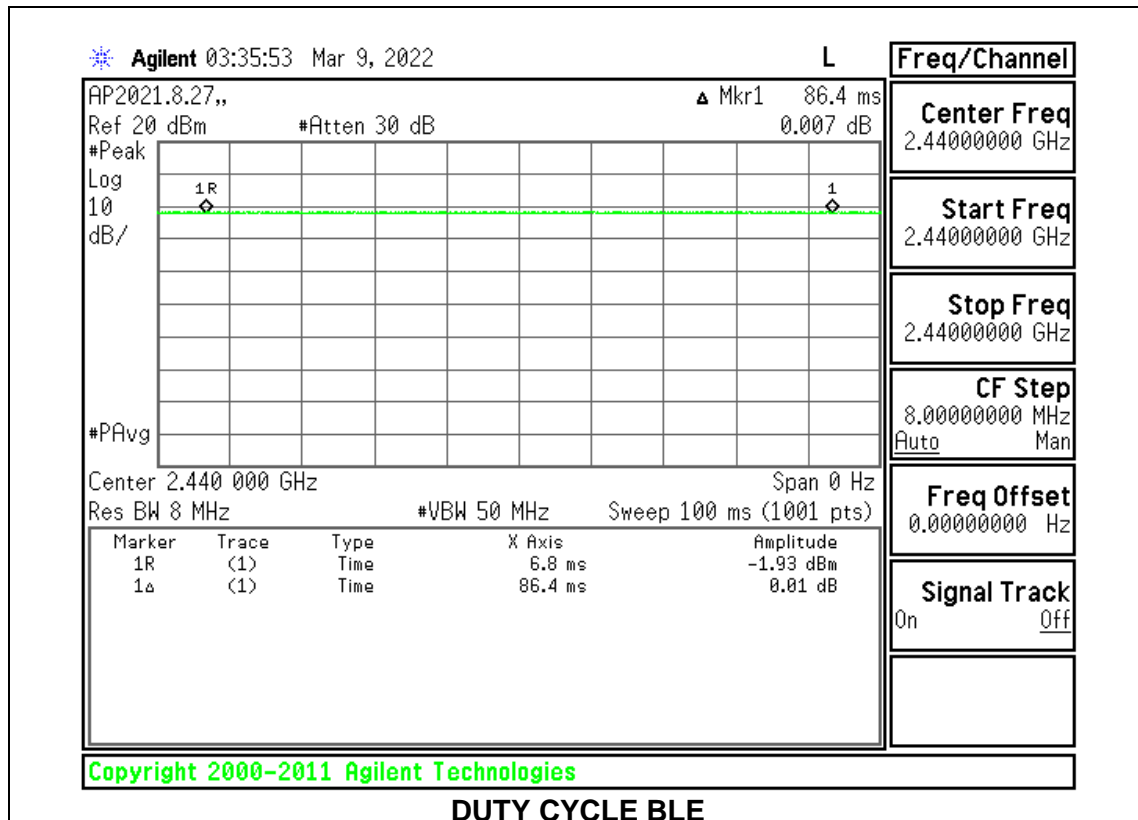 Agilent 03:35:53 Mar 9, 2022 L
AP2021.8.27,, Δ Mkr1 86.4 ms
Ref 20 dBm #Atten 30 dB 0.007 dB
#Peak
Log
10
dB/
1R 1
#PAvg
Center 2.440 000 GHz Span 0 Hz
Res BW 8 MHz #VBW 50 MHz Sweep 100 ms (1001 pts)
Marker Trace Type X Axis Amplitude
1R (1) Time 6.8 ms -1.93 dBm
1Δ (1) Time 86.4 ms 0.01 dB
Freq/Channel
Center Freq
2.44000000 GHz
Start Freq
2.44000000 GHz
Stop Freq
2.44000000 GHz
CF Step
8.00000000 MHz
Auto Man
Freq Offset
0.00000000 Hz
Signal Track
On Off
Copyright 2000-2011 Agilent Technologies
DUTY CYCLE BLE